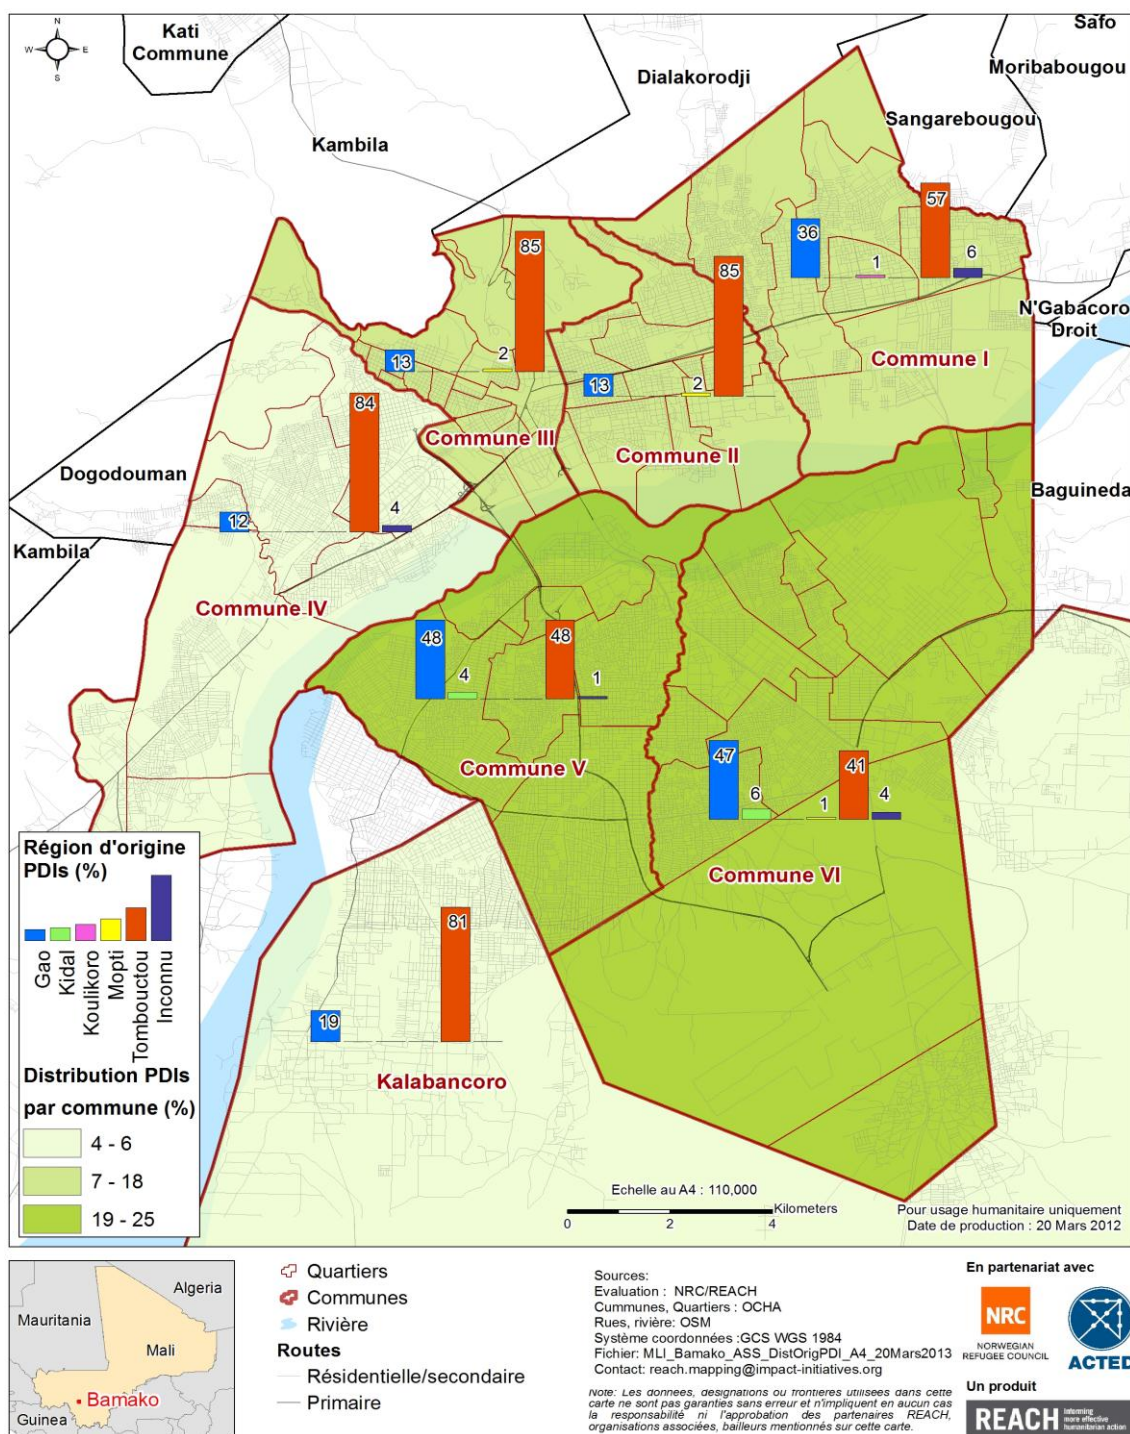 N
W E
S
Kati
Commune
Safo
Dialakorodji
Moribabougou
Kambila
Sangarebougou
57
36
1
6
85
85
N'Gabacoro
Droit
Commune I
13
2
13
2
84
Commune III
Commune II
Dogodouman
Baguineda
4
12
Kambila
Commune IV
48
4
48
1
47
6
1
41
4
Commune V
Commune VI
81
19
Kalabancoro
Région d'origine
PDIs (%)
Gao
Kidal
Koulikoro
Mopti
Tombouctou
Inconnu
Distribution PDIs
par commune (%)
4 - 6
7 - 18
19 - 25
Echelle au A4 : 110,000
Kilometers
0 2 4
Pour usage humanitaire uniquement
Date de production : 20 Mars 2012
Algeria
Mauritania
Mali
Bamako
Guinea
Quartiers
Communes
Rivière
Routes
Résidentielle/secondaire
Primaire
Sources:
Evaluation : NRC/REACH
Cummunes, Quartiers : OCHA
Rues, rivière: OSM
Système coordonnées :GCS WGS 1984
Fichier: MLI_Bamako_ASS_DistOrigPDI_A4_20Mars2013
Contact: reach.mapping@impact-initiatives.org
Note: Les données, désignations ou frontières utilisées dans cette
carte ne sont pas garanties sans erreur et n'impliquent en aucun cas
la responsabilité ni l'approbation des partenaires REACH,
organisations associées, bailleurs mentionnés sur cette carte.
En partenariat avec
NRC
NORWEGIAN
REFUGEE COUNCIL
ACTED
Un produit
REACH
Informing
more effective
humanitarian action